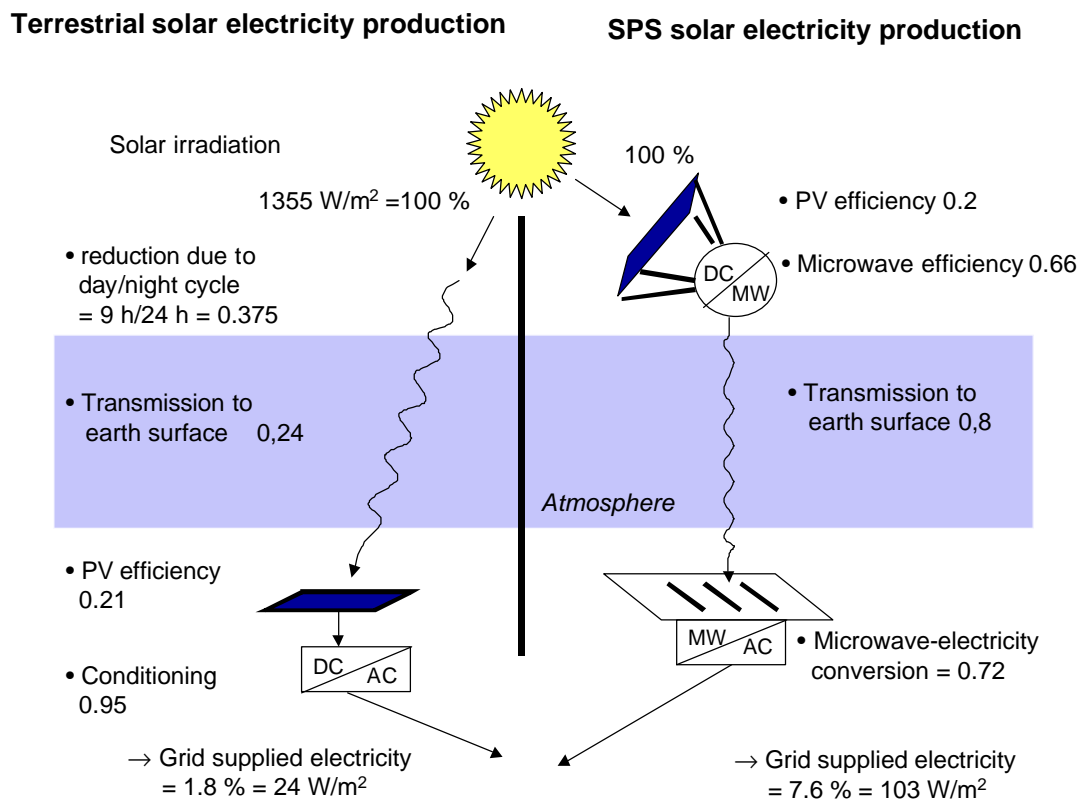 Terrestrial solar electricity production
SPS solar electricity production
Solar irradiation
1355 W/m² =100 %
• reduction due to
day/night cycle
= 9 h/24 h = 0.375
• Transmission to
earth surface 0,24
• PV efficiency
0.21
DC
AC
• Conditioning
0.95
→ Grid supplied electricity
= 1.8 % = 24 W/m²
100 %
• PV efficiency 0.2
• Microwave efficiency 0.66
DC
MW
• Transmission to
earth surface 0,8
Atmosphere
MW
AC
• Microwave-electricity
conversion = 0.72
→ Grid supplied electricity
= 7.6 % = 103 W/m²